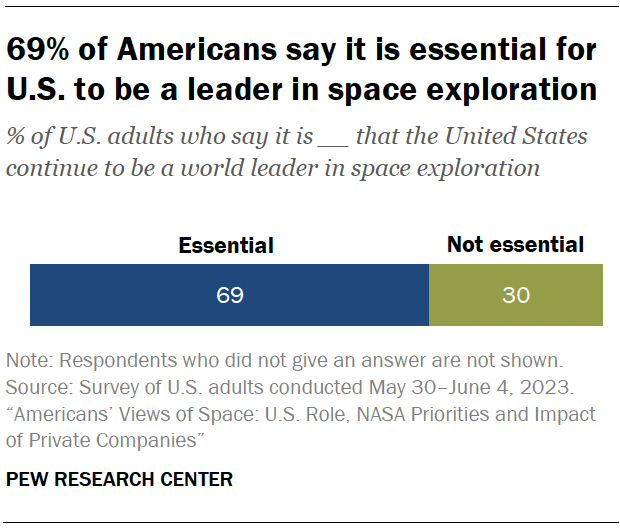 69% of Americans say it is essential for
U.S. to be a leader in space exploration
% of U.S. adults who say it is __ that the United States
continue to be a world leader in space exploration
Essential Not essential
69 30
Note: Respondents who did not give an answer are not shown.
Source: Survey of U.S. adults conducted May 30–June 4, 2023.
“Americans’ Views of Space: U.S. Role, NASA Priorities and Impact
of Private Companies”
PEW RESEARCH CENTER